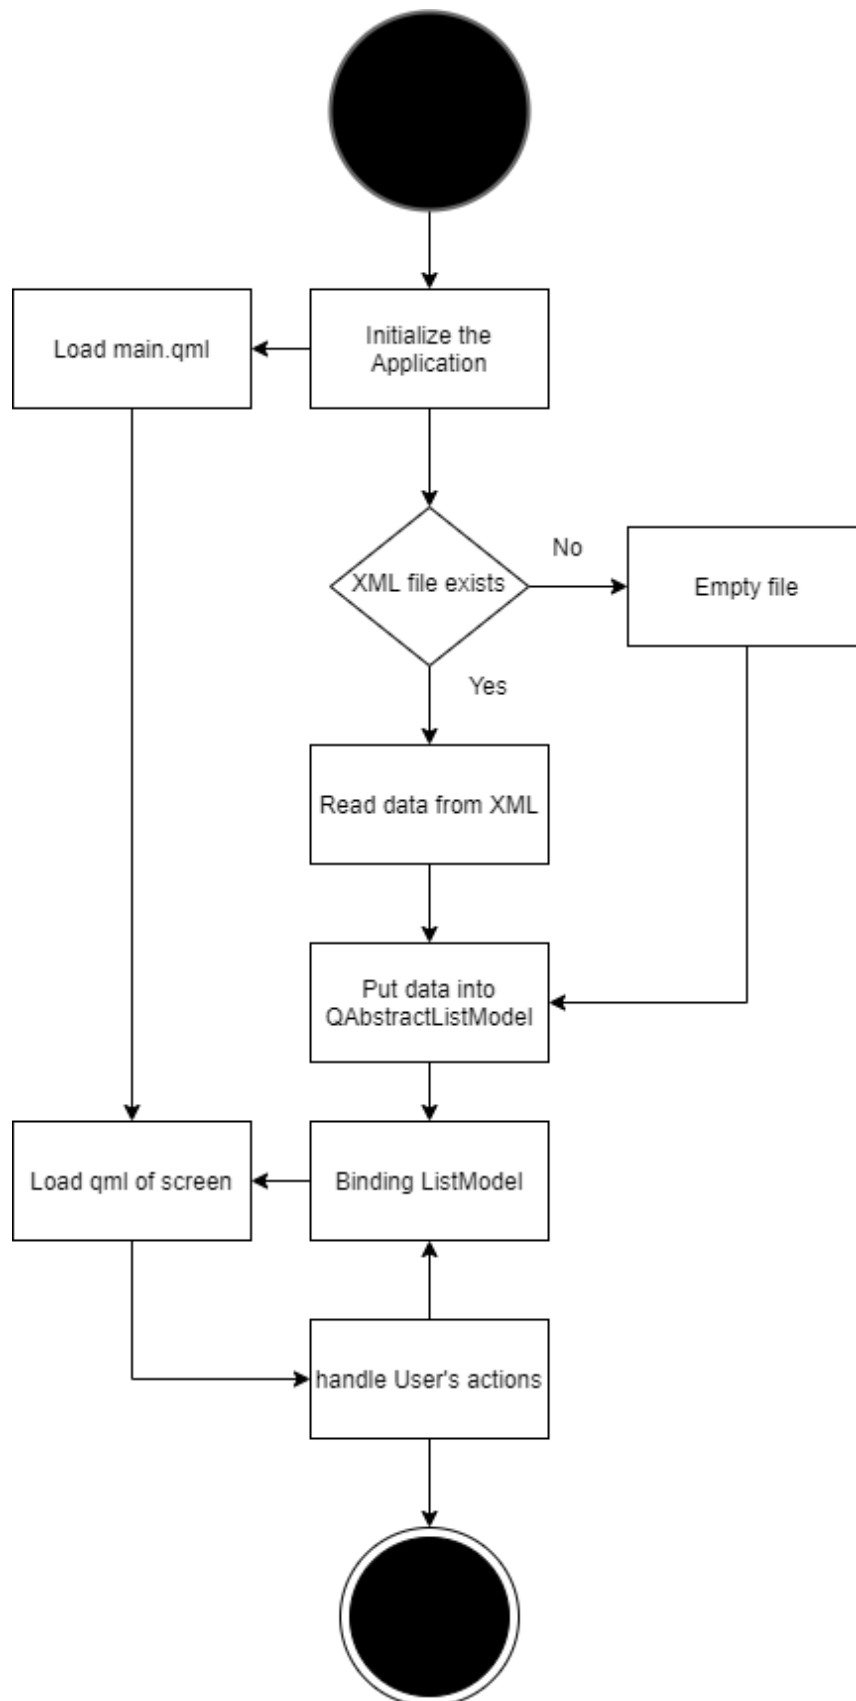 Load main.qml
Initialize the
Application
No
XML file exists
Empty file
Yes
Read data from XML
Put data into
QAbstractListModel
Load qml of screen
Binding ListModel
handle User's actions